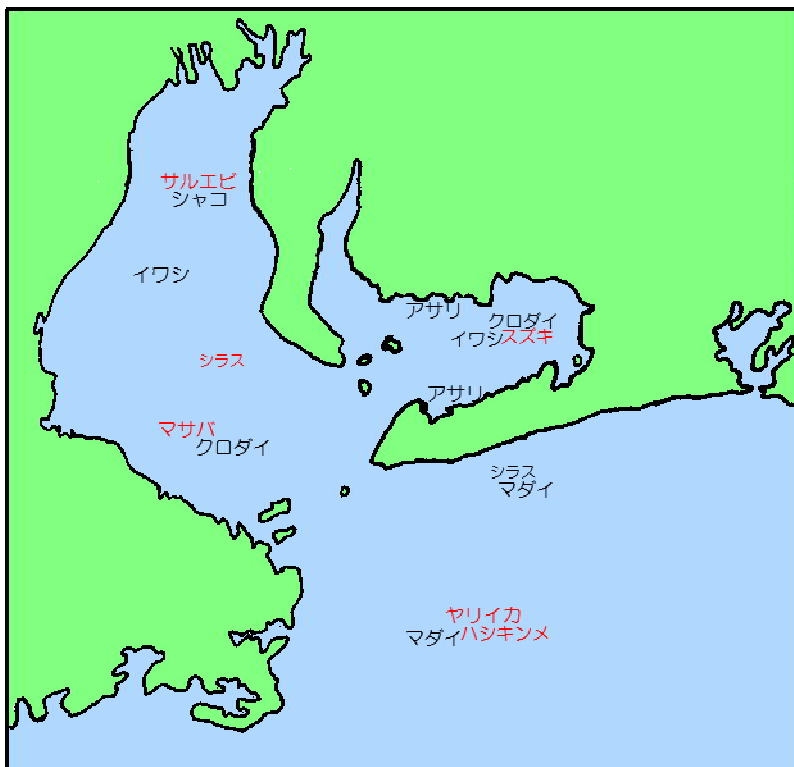 サルエビ
シャコ
イワシ
アサリ
クロダイ
イワシスズキ
シラス
アサリ
マサバ
クロダイ
シラス
マダイ
ヤリイカ
マダイハシキンメ